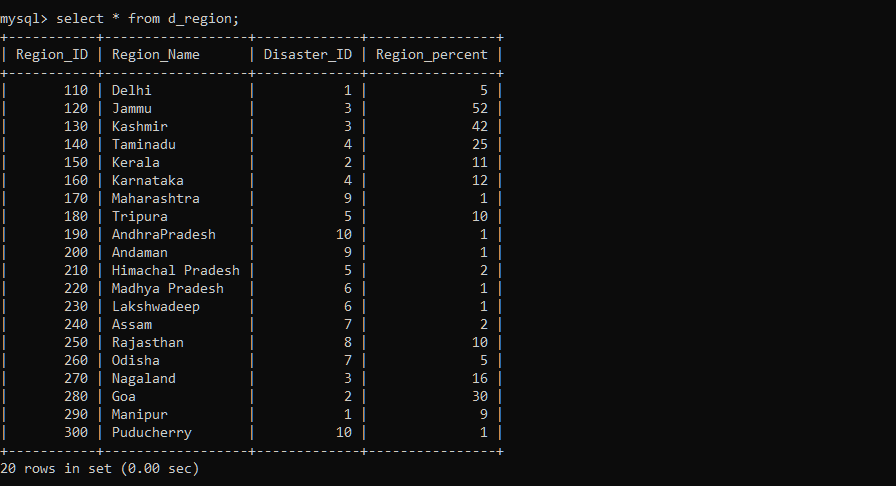 mysql> select * from d_region;
+-----------+------------------+-------------+----------------+
| Region_ID | Region_Name      | Disaster_ID | Region_percent |
+-----------+------------------+-------------+----------------+
|       110 | Delhi            |           1 |              5 |
|       120 | Jammu            |           3 |             52 |
|       130 | Kashmir          |           3 |             42 |
|       140 | Taminadu         |           4 |             25 |
|       150 | Kerala           |           2 |             11 |
|       160 | Karnataka        |           4 |             12 |
|       170 | Maharashtra      |           9 |              1 |
|       180 | Tripura          |           5 |             10 |
|       190 | AndhraPradesh    |          10 |              1 |
|       200 | Andaman          |           9 |              1 |
|       210 | Himachal Pradesh |           5 |              2 |
|       220 | Madhya Pradesh   |           6 |              1 |
|       230 | Lakshwadeep      |           6 |              1 |
|       240 | Assam            |           7 |              2 |
|       250 | Rajasthan        |           8 |             10 |
|       260 | Odisha           |           7 |              5 |
|       270 | Nagaland         |           3 |             16 |
|       280 | Goa              |           2 |             30 |
|       290 | Manipur          |           1 |              9 |
|       300 | Puducherry       |          10 |              1 |
+-----------+------------------+-------------+----------------+
20 rows in set (0.00 sec)